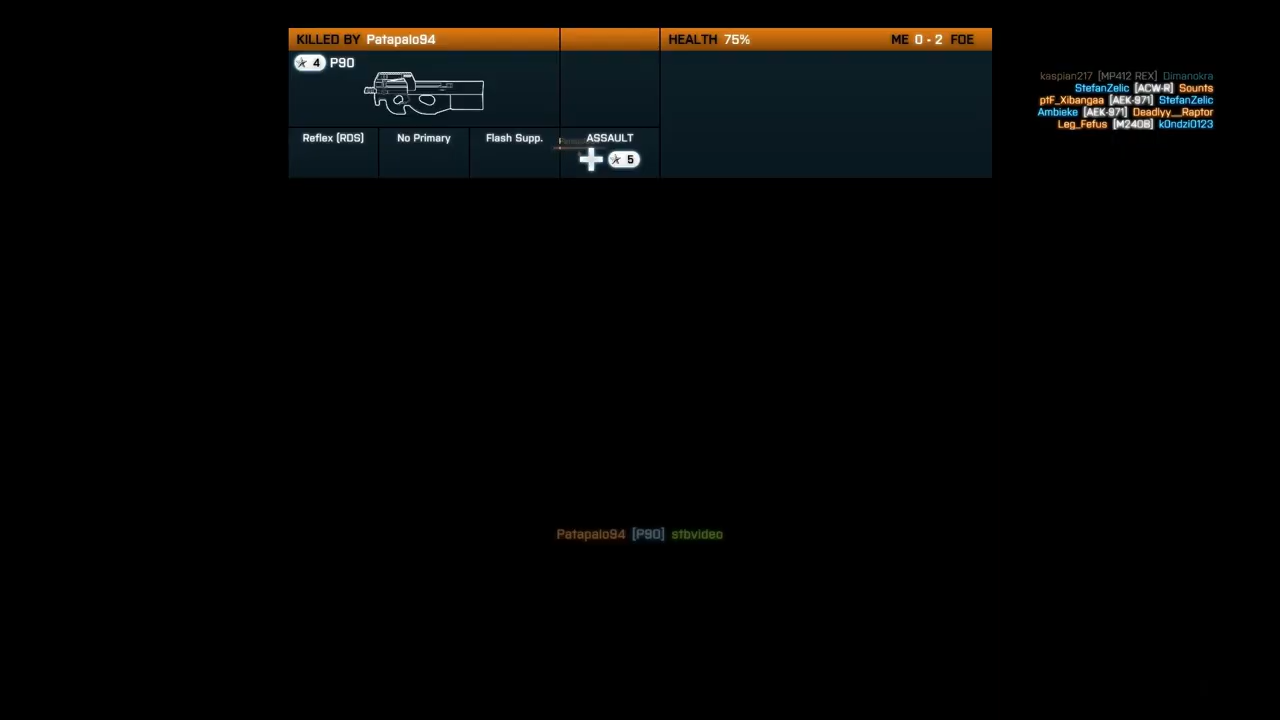 KILLED BY Patapalo94
HEALTH 75%
ME 0 - 2 FOE
4 P90
Reflex [RDS]
No Primary
Flash Supp.
ASSAULT
5
kaspian217 [MP412 REX] Dimanokra
StefanZelic [ACW-R] Sounts
ptF_Xibangaa [AEK-971] StefanZelic
Ambieke [AEK-971] Deadlyy__Raptor
Leg_Fefus [M240B] k0ndzi0123
Patapalo94 [P90] stbvideo